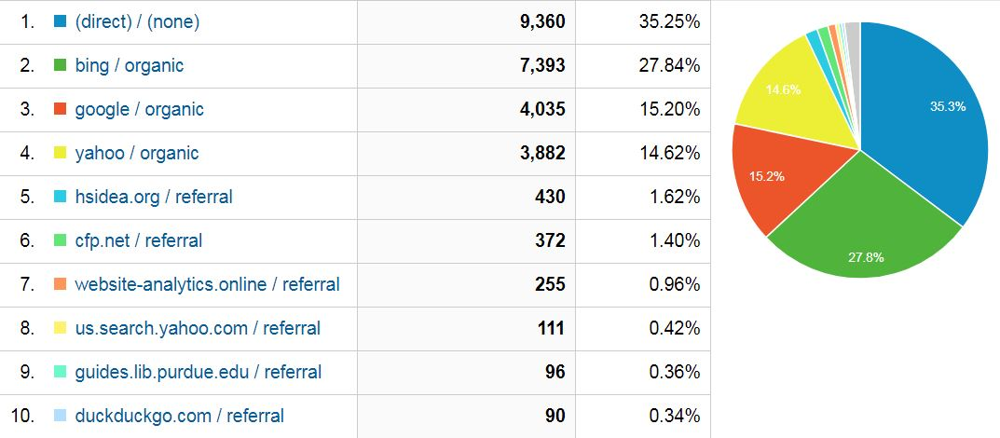 1. (direct) / (none) 9,360 35.25%
2. bing / organic 7,393 27.84%
3. google / organic 4,035 15.20%
4. yahoo / organic 3,882 14.62%
5. hsidea.org / referral 430 1.62%
6. cfp.net / referral 372 1.40%
7. website-analytics.online / referral 255 0.96%
8. us.search.yahoo.com / referral 111 0.42%
9. guides.lib.purdue.edu / referral 96 0.36%
10. duckduckgo.com / referral 90 0.34%
14.6%
35.3%
15.2%
27.8%